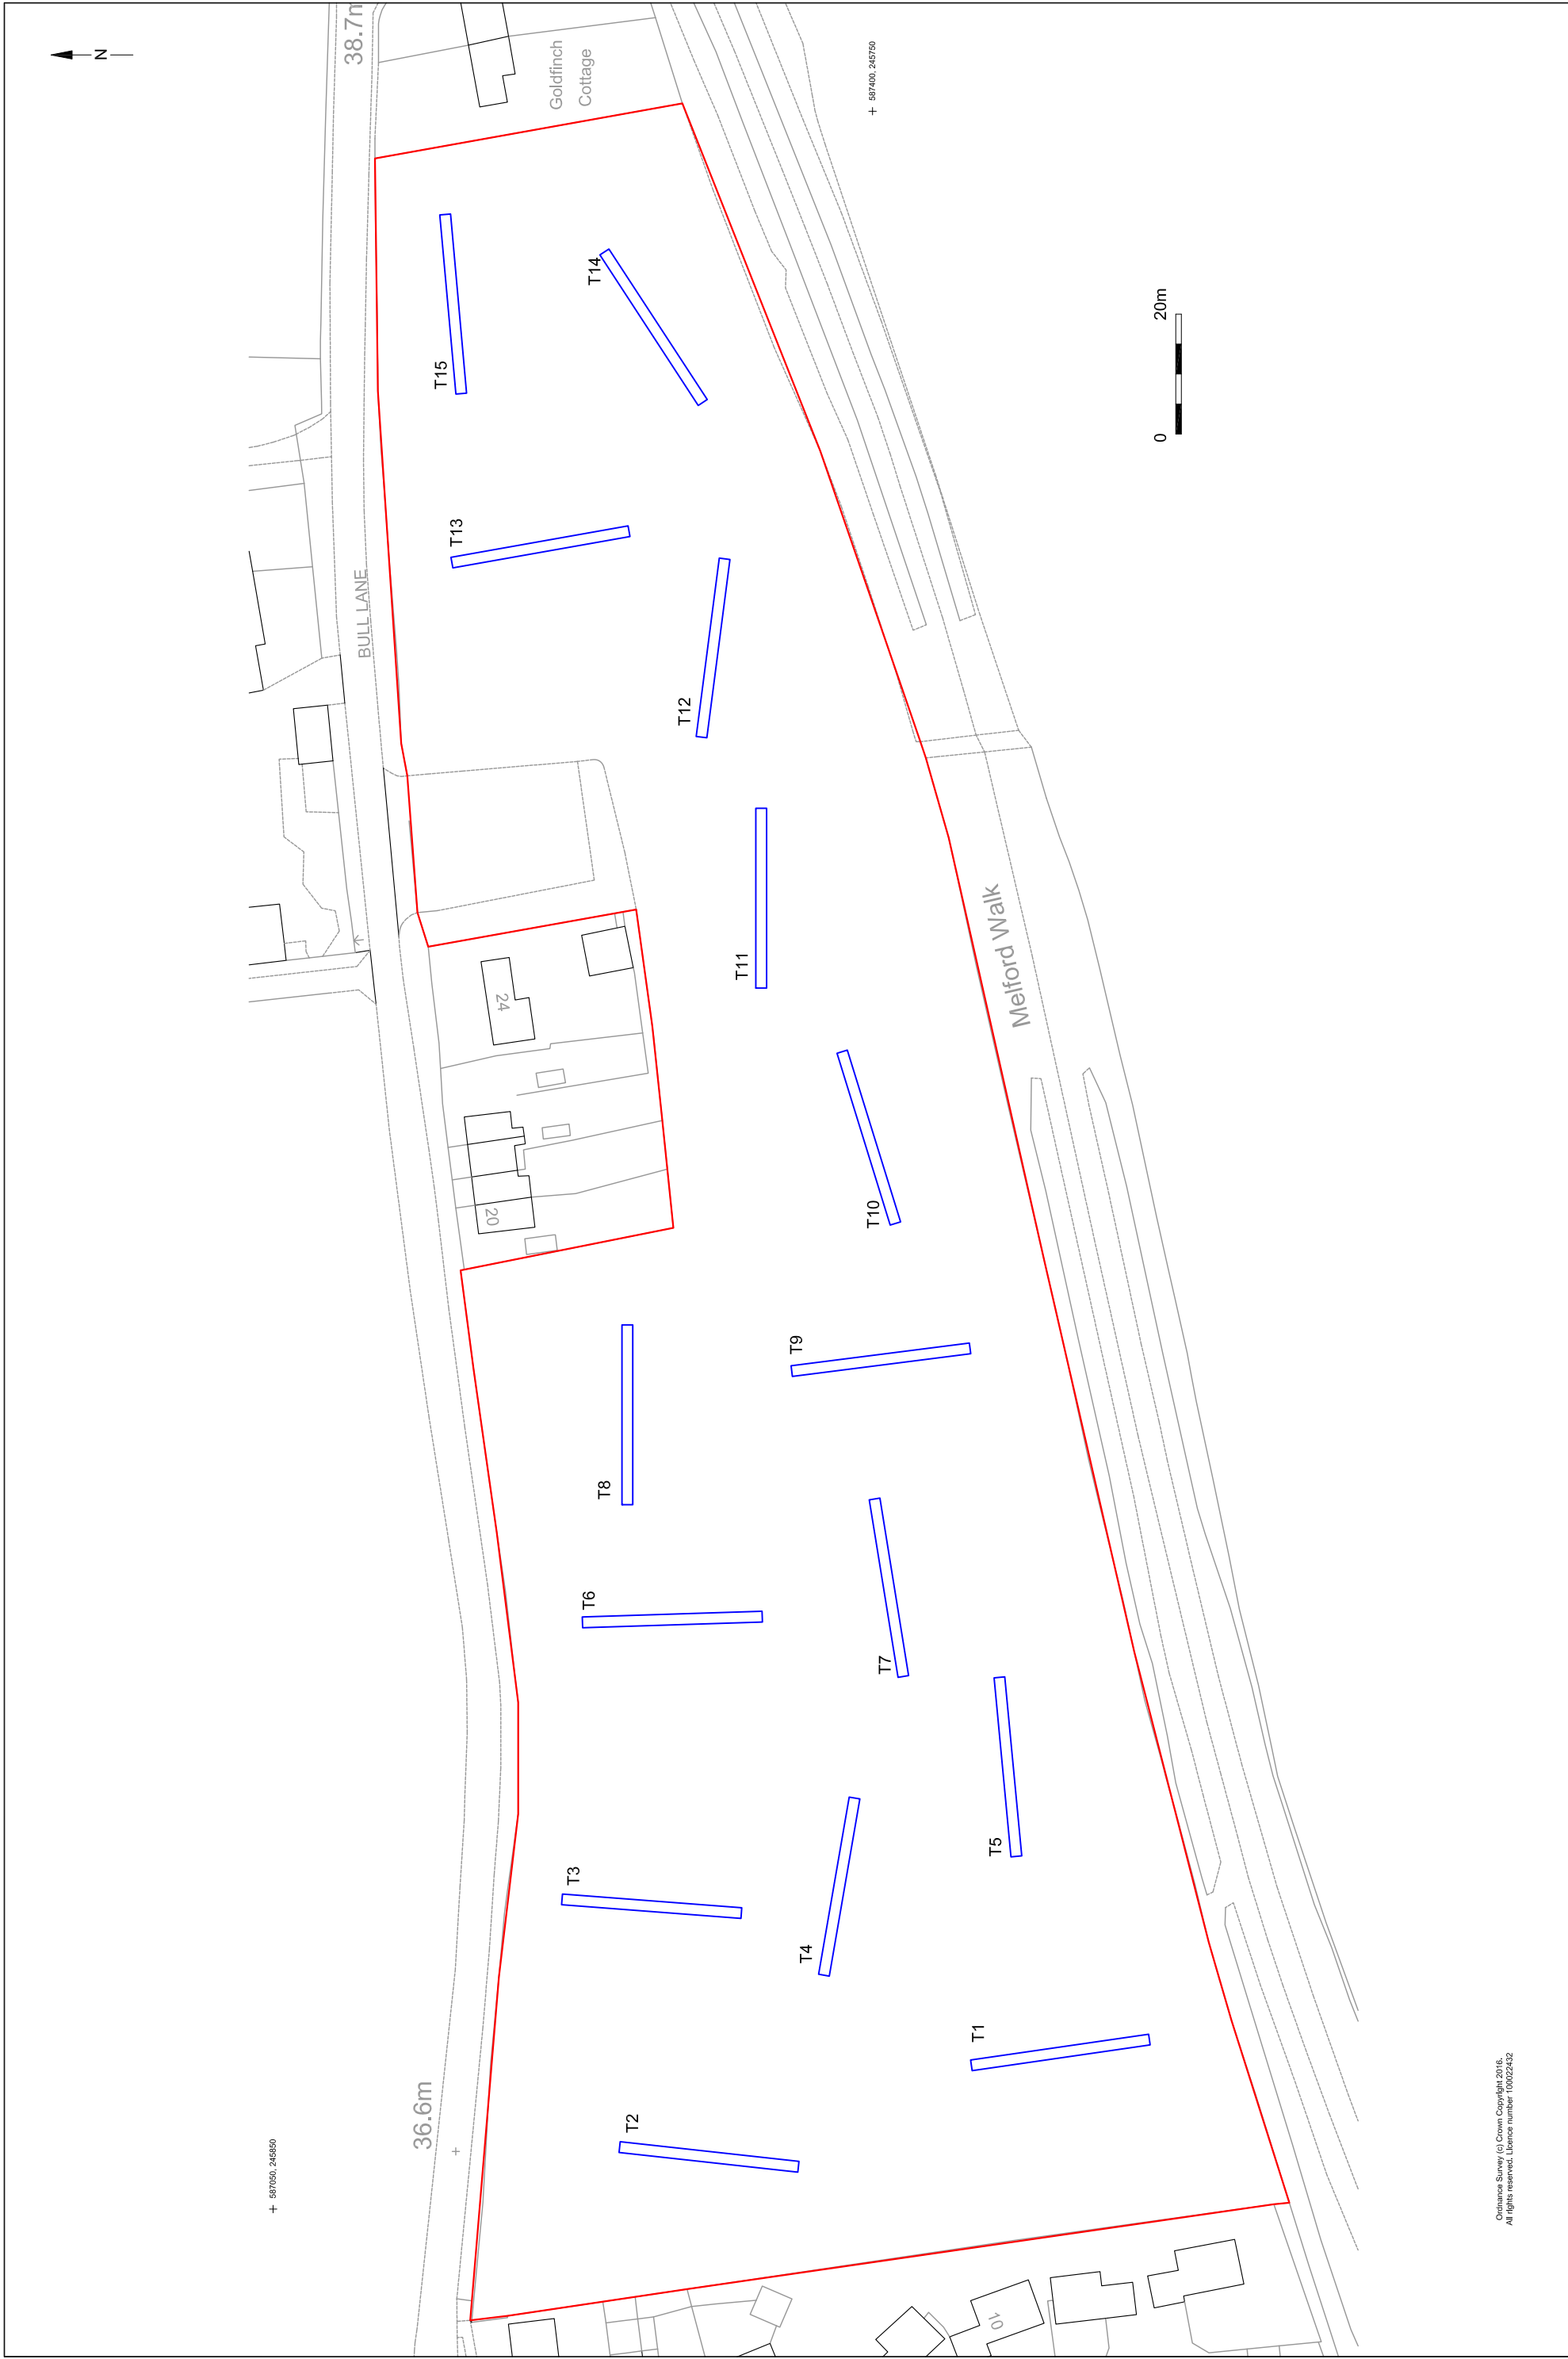 N
587050, 245850
36.6m
BULL LANE
38.7m
Goldfinch
Cottage
587400, 245750
T2
T1
T3
T4
T5
T6
T7
T8
T9
T10
T11
T12
T13
T14
T15
20
24
10
Melford Walk
0
20m
Ordnance Survey (c) Crown Copyright 2016.
All rights reserved. Licence number 100022432